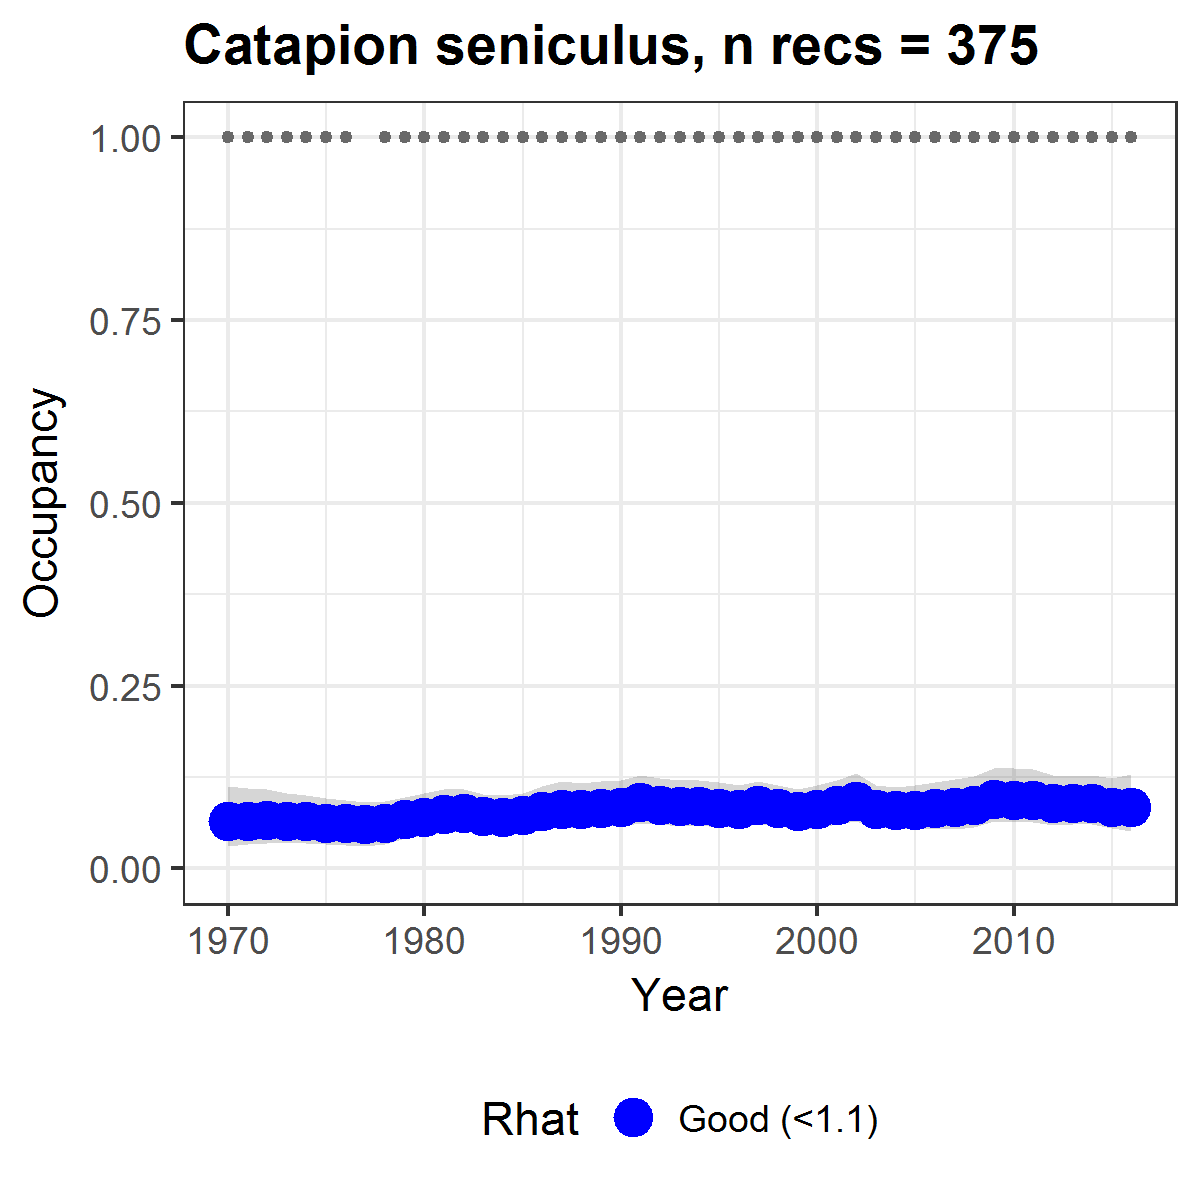 Catapion seniculus, n recs = 375
1.00
0.75
0.50
0.25
0.00
Occupancy
1970 1980 1990 2000 2010
Year
Rhat Good (<1.1)